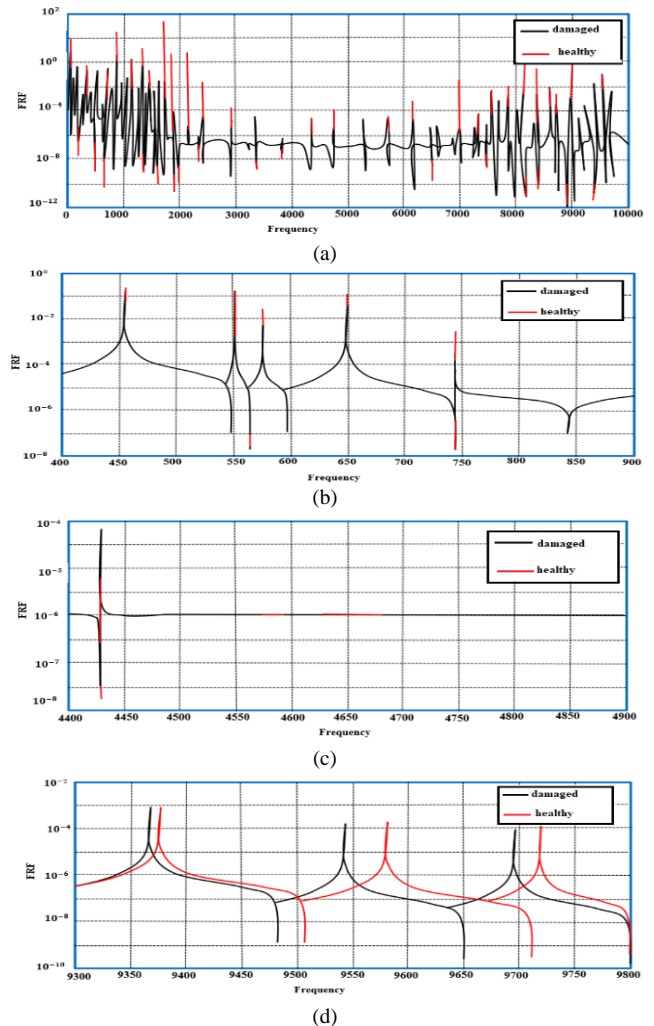 10²
damaged
healthy
10⁰
FRF
10⁻⁴
10⁻⁸
10⁻¹²
0 1000 2000 3000 4000 5000 6000 7000 8000 9000 10000
Frequency
(a)
10⁰
damaged
healthy
10⁻²
FRF
10⁻⁴
10⁻⁶
10⁻⁸
400 450 500 550 600 650 700 750 800 850 900
Frequency
(b)
10⁻⁴
damaged
healthy
10⁻⁵
FRF
10⁻⁶
10⁻⁷
10⁻⁸
4400 4450 4500 4550 4600 4650 4700 4750 4800 4850 4900
Frequency
(c)
damaged
healthy
10⁻⁴
FRF
10⁻⁶
10⁻⁸
10⁻¹⁰
9300 9350 9400 9450 9500 9550 9600 9650 9700 9750 9800
Frequency
(d)